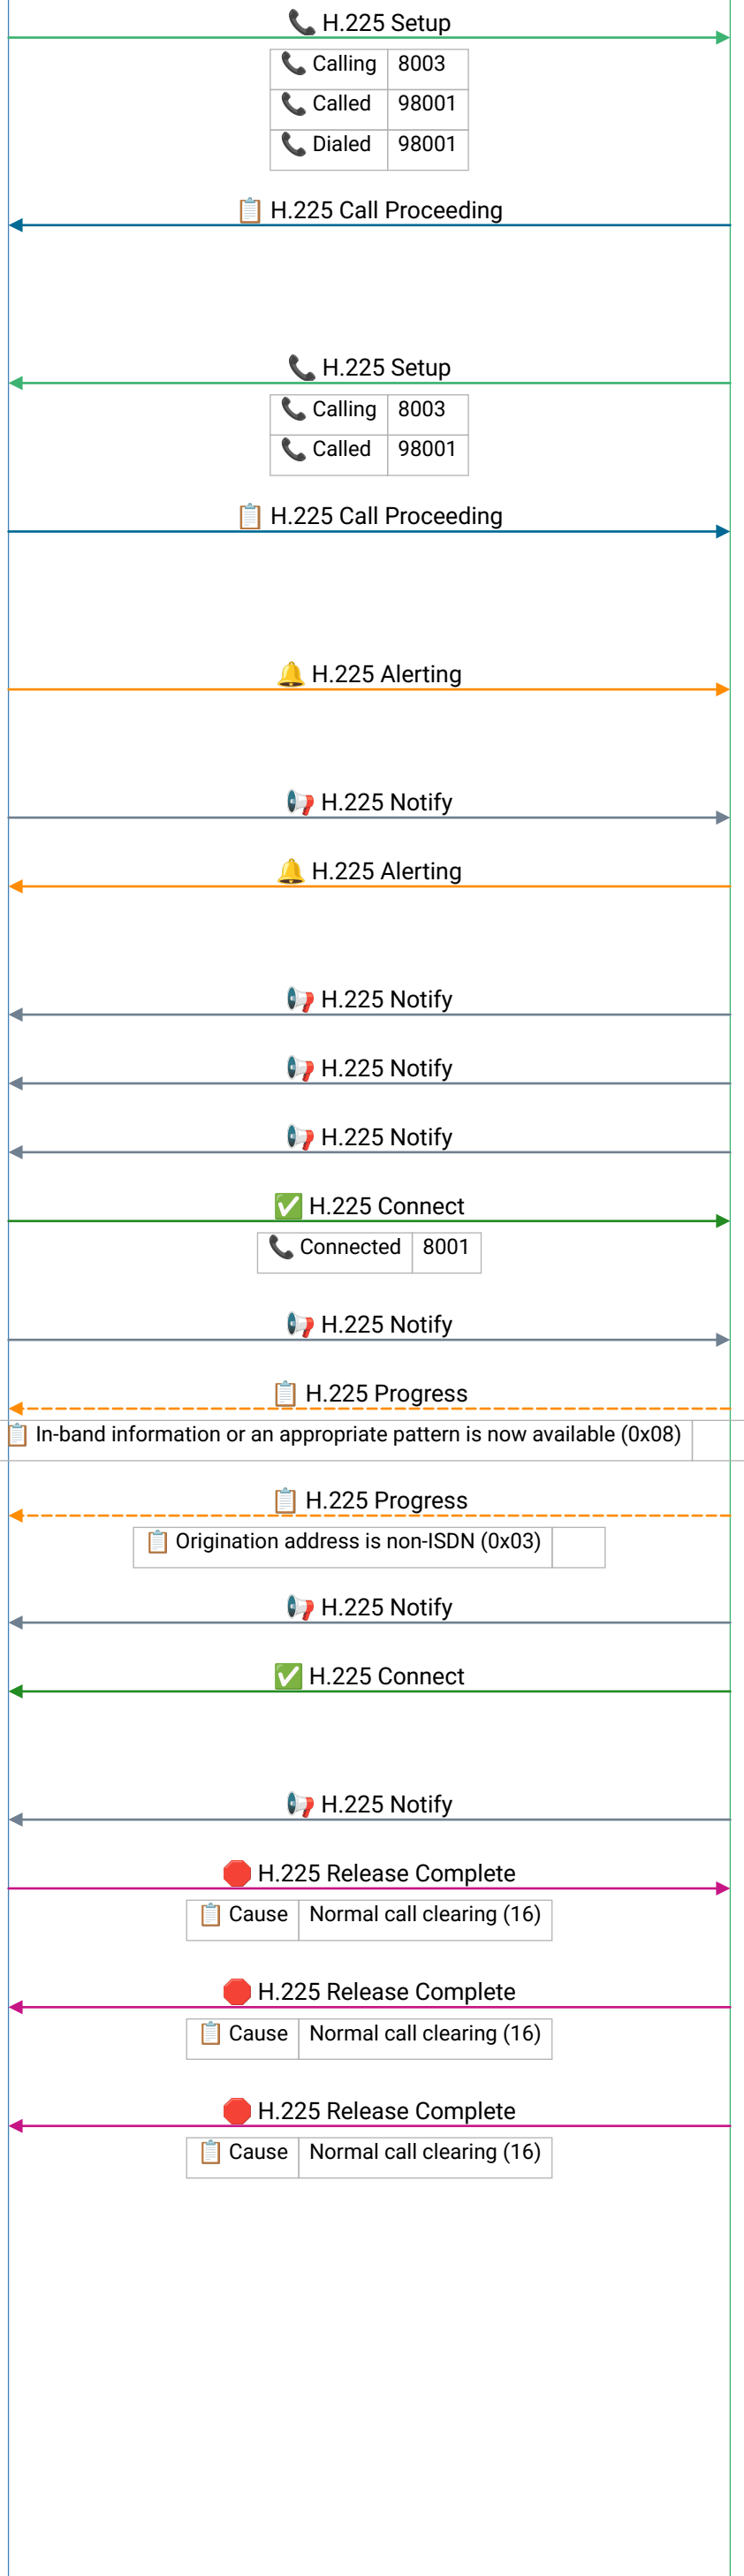 H.225 Setup
Calling 8003
Called 98001
Dialed 98001
H.225 Call Proceeding
H.225 Setup
Calling 8003
Called 98001
H.225 Call Proceeding
H.225 Alerting
H.225 Notify
H.225 Alerting
H.225 Notify
H.225 Notify
H.225 Notify
H.225 Connect
Connected 8001
H.225 Notify
H.225 Progress
In-band information or an appropriate pattern is now available (0x08)
H.225 Progress
Origination address is non-ISDN (0x03)
H.225 Notify
H.225 Connect
H.225 Notify
H.225 Release Complete
Cause Normal call clearing (16)
H.225 Release Complete
Cause Normal call clearing (16)
H.225 Release Complete
Cause Normal call clearing (16)